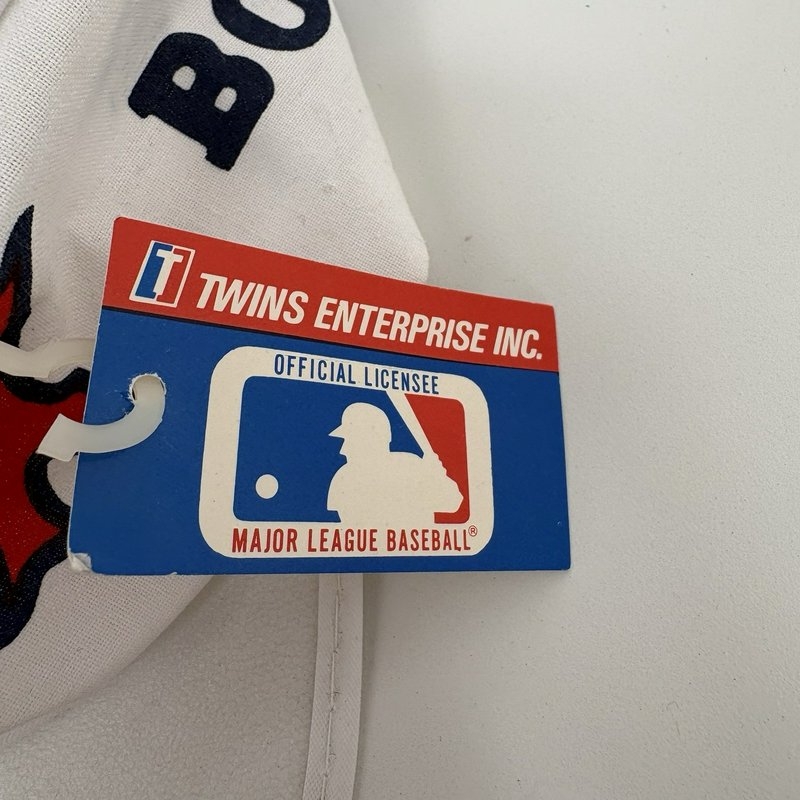 BO
T
TWINS ENTERPRISE INC.
OFFICIAL LICENSEE
MAJOR LEAGUE BASEBALL®